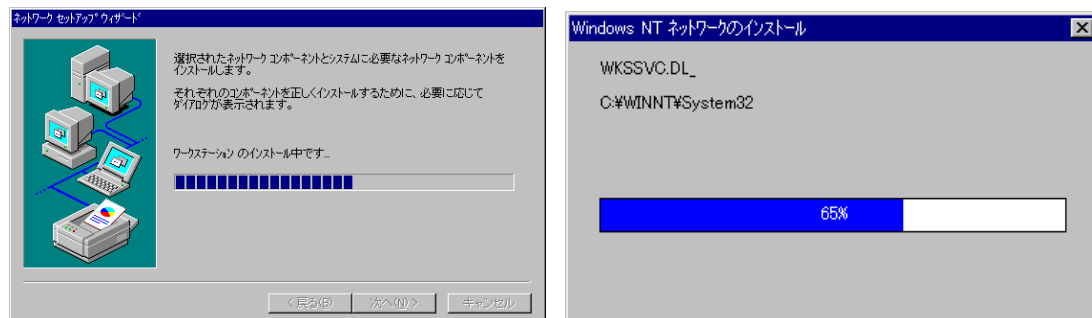 ネットワーク セットアップ ウィザード
選択されたネットワーク コンポーネントとシステムに必要なネットワーク コンポーネントを
インストールします。
それぞれのコンポーネントを正しくインストールするために、必要に応じて
ダイアログが表示されます。
ワークステーション のインストール中です...
< 戻る(B)
次へ(N) >
キャンセル
Windows NT ネットワークのインストール
WKSSVC.DL_
C:¥WINNT¥System32
65%